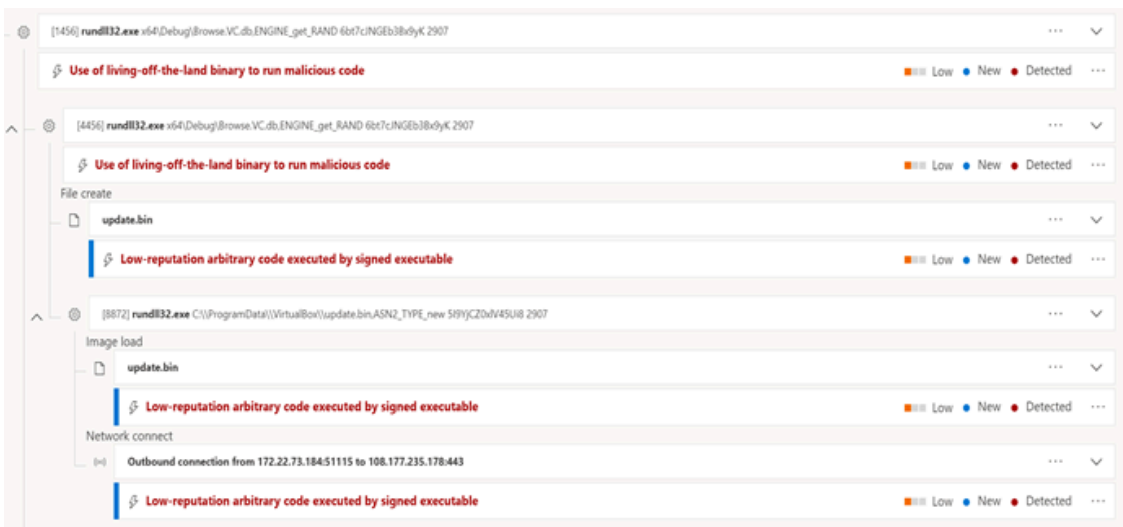 [1456] rundll32.exe x64\Debug\Browse.VC.db,ENGINE_get_RAND 6bt7cJNGEb3Bx9yK 2907
Use of living-off-the-land binary to run malicious code Low New Detected
[4456] rundll32.exe x64\Debug\Browse.VC.db,ENGINE_get_RAND 6bt7cJNGEb3Bx9yK 2907
Use of living-off-the-land binary to run malicious code Low New Detected
File create
update.bin
Low-reputation arbitrary code executed by signed executable Low New Detected
[8872] rundll32.exe C:\\ProgramData\\VirtualBox\\update.bin,ASN2_TYPE_new 5I9YjCZ0xlV45Ui8 2907
Image load
update.bin
Low-reputation arbitrary code executed by signed executable Low New Detected
Network connect
Outbound connection from 172.22.73.184:51115 to 108.177.235.178:443
Low-reputation arbitrary code executed by signed executable Low New Detected